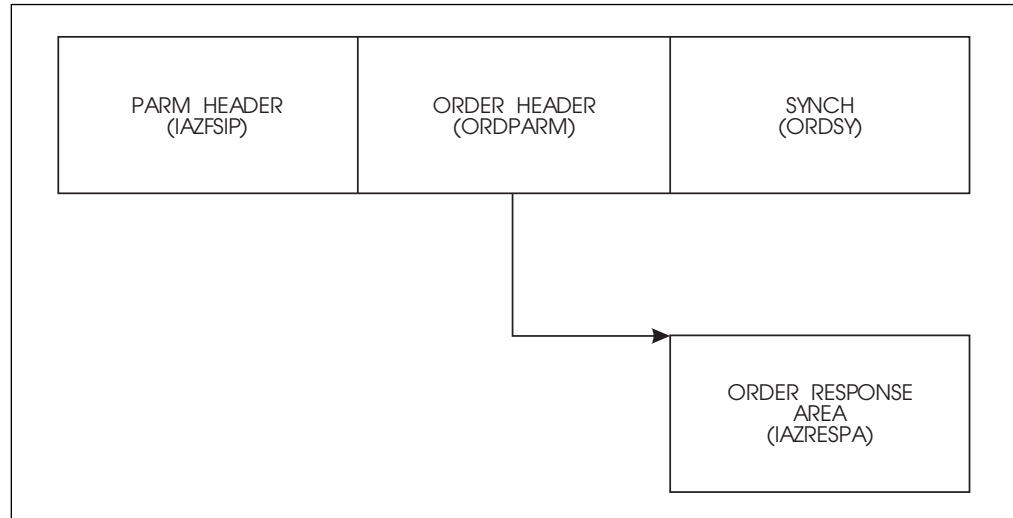 PARM HEADER
(IAZFSIP)
ORDER HEADER
(ORDPARM)
SYNCH
(ORDSY)
ORDER RESPONSE
AREA
(IAZRESPA)